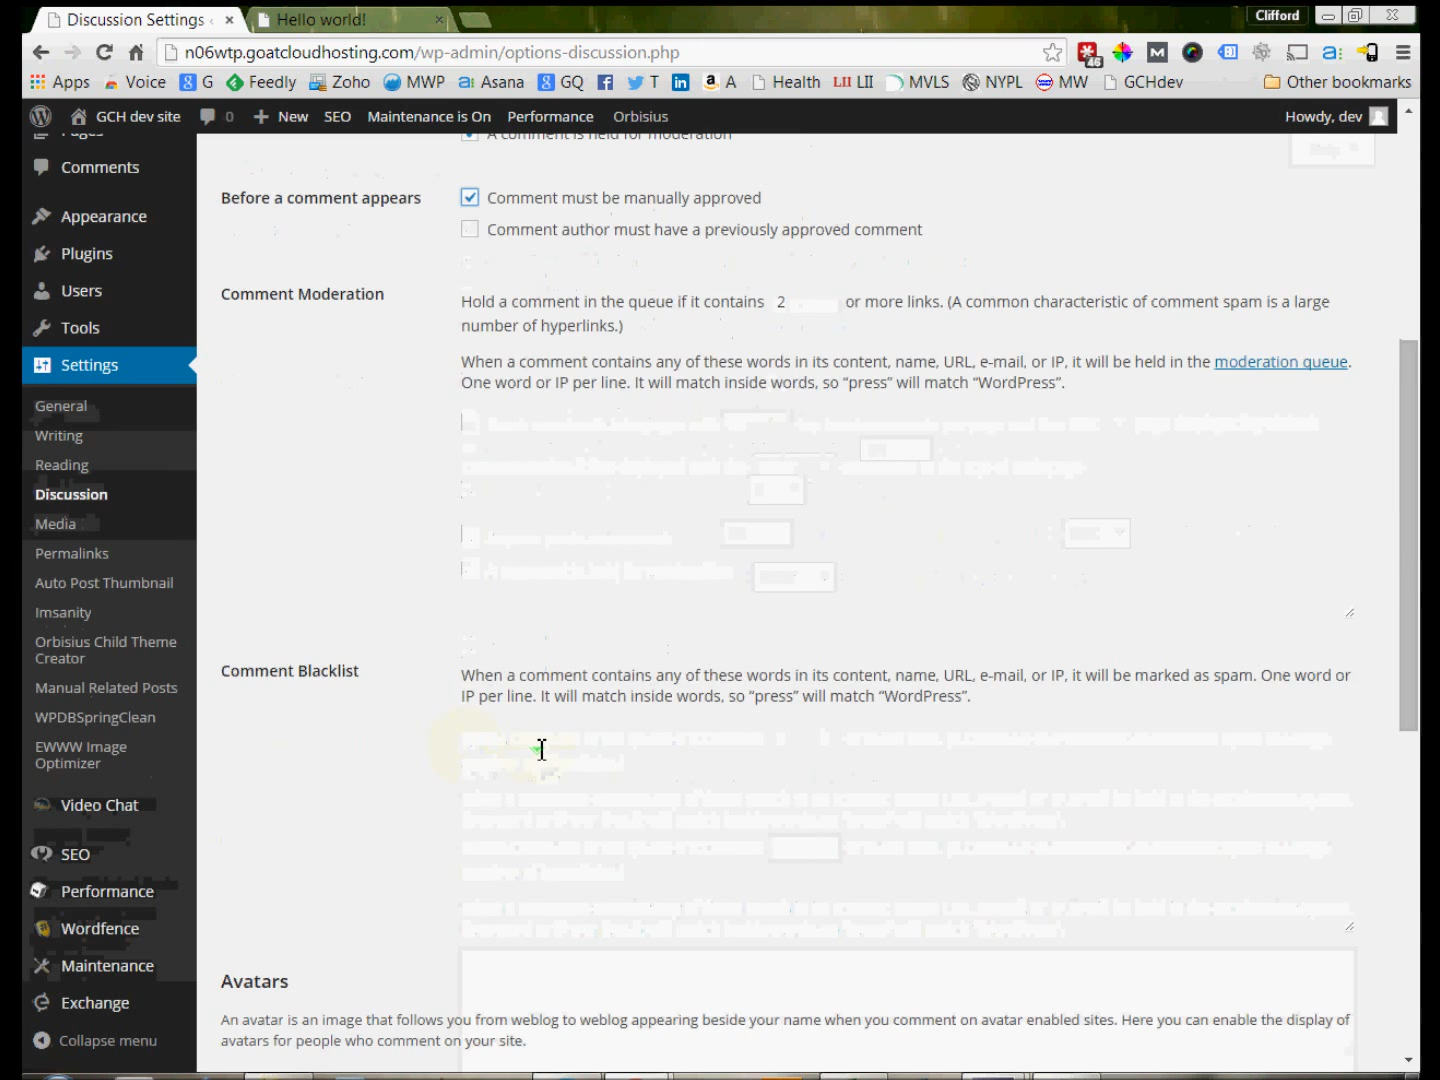 Discussion Settings
Hello world!
Clifford
n06wtp.goatcloudhosting.com/wp-admin/options-discussion.php
46
Apps Voice G Feedly Zoho MWP Asana GQ T A Health LII LII MVLS NYPL MW GCHdev Other bookmarks
GCH dev site 0 New SEO Maintenance is On Performance Orbisius Howdy, dev
Pages
Comments
Appearance
Plugins
Users
Tools
Settings
General
Writing
Reading
Discussion
Media
Permalinks
Auto Post Thumbnail
Imsanity
Orbisius Child Theme
Creator
Manual Related Posts
WPDBSpringClean
EWWW Image
Optimizer
Video Chat
SEO
Performance
Wordfence
Maintenance
Exchange
Collapse menu
A comment is held for moderation
Before a comment appears
Comment must be manually approved
Comment author must have a previously approved comment
Comment Moderation
Hold a comment in the queue if it contains 2 or more links. (A common characteristic of comment spam is a large
number of hyperlinks.)
When a comment contains any of these words in its content, name, URL, e-mail, or IP, it will be held in the moderation queue.
One word or IP per line. It will match inside words, so “press” will match “WordPress”.
Comment Blacklist
When a comment contains any of these words in its content, name, URL, e-mail, or IP, it will be marked as spam. One word or
IP per line. It will match inside words, so “press” will match “WordPress”.
Avatars
An avatar is an image that follows you from weblog to weblog appearing beside your name when you comment on avatar enabled sites. Here you can enable the display of
avatars for people who comment on your site.